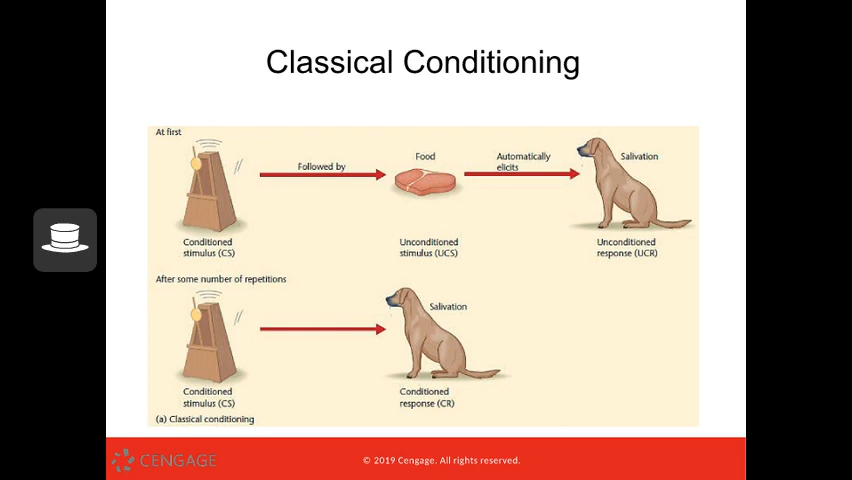 Classical Conditioning
At first
Followed by
Food
Automatically
elicits
Salivation
Conditioned
stimulus (CS)
Unconditioned
stimulus (UCS)
Unconditioned
response (UCR)
After some number of repetitions
Salivation
Conditioned
stimulus (CS)
Conditioned
response (CR)
(a) Classical conditioning
CENGAGE
© 2019 Cengage. All rights reserved.